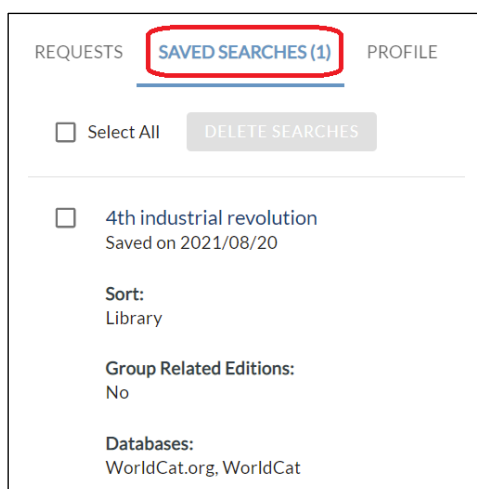 REQUESTS SAVED SEARCHES (1) PROFILE
Select All DELETE SEARCHES
4th industrial revolution
Saved on 2021/08/20
Sort:
Library
Group Related Editions:
No
Databases:
WorldCat.org, WorldCat